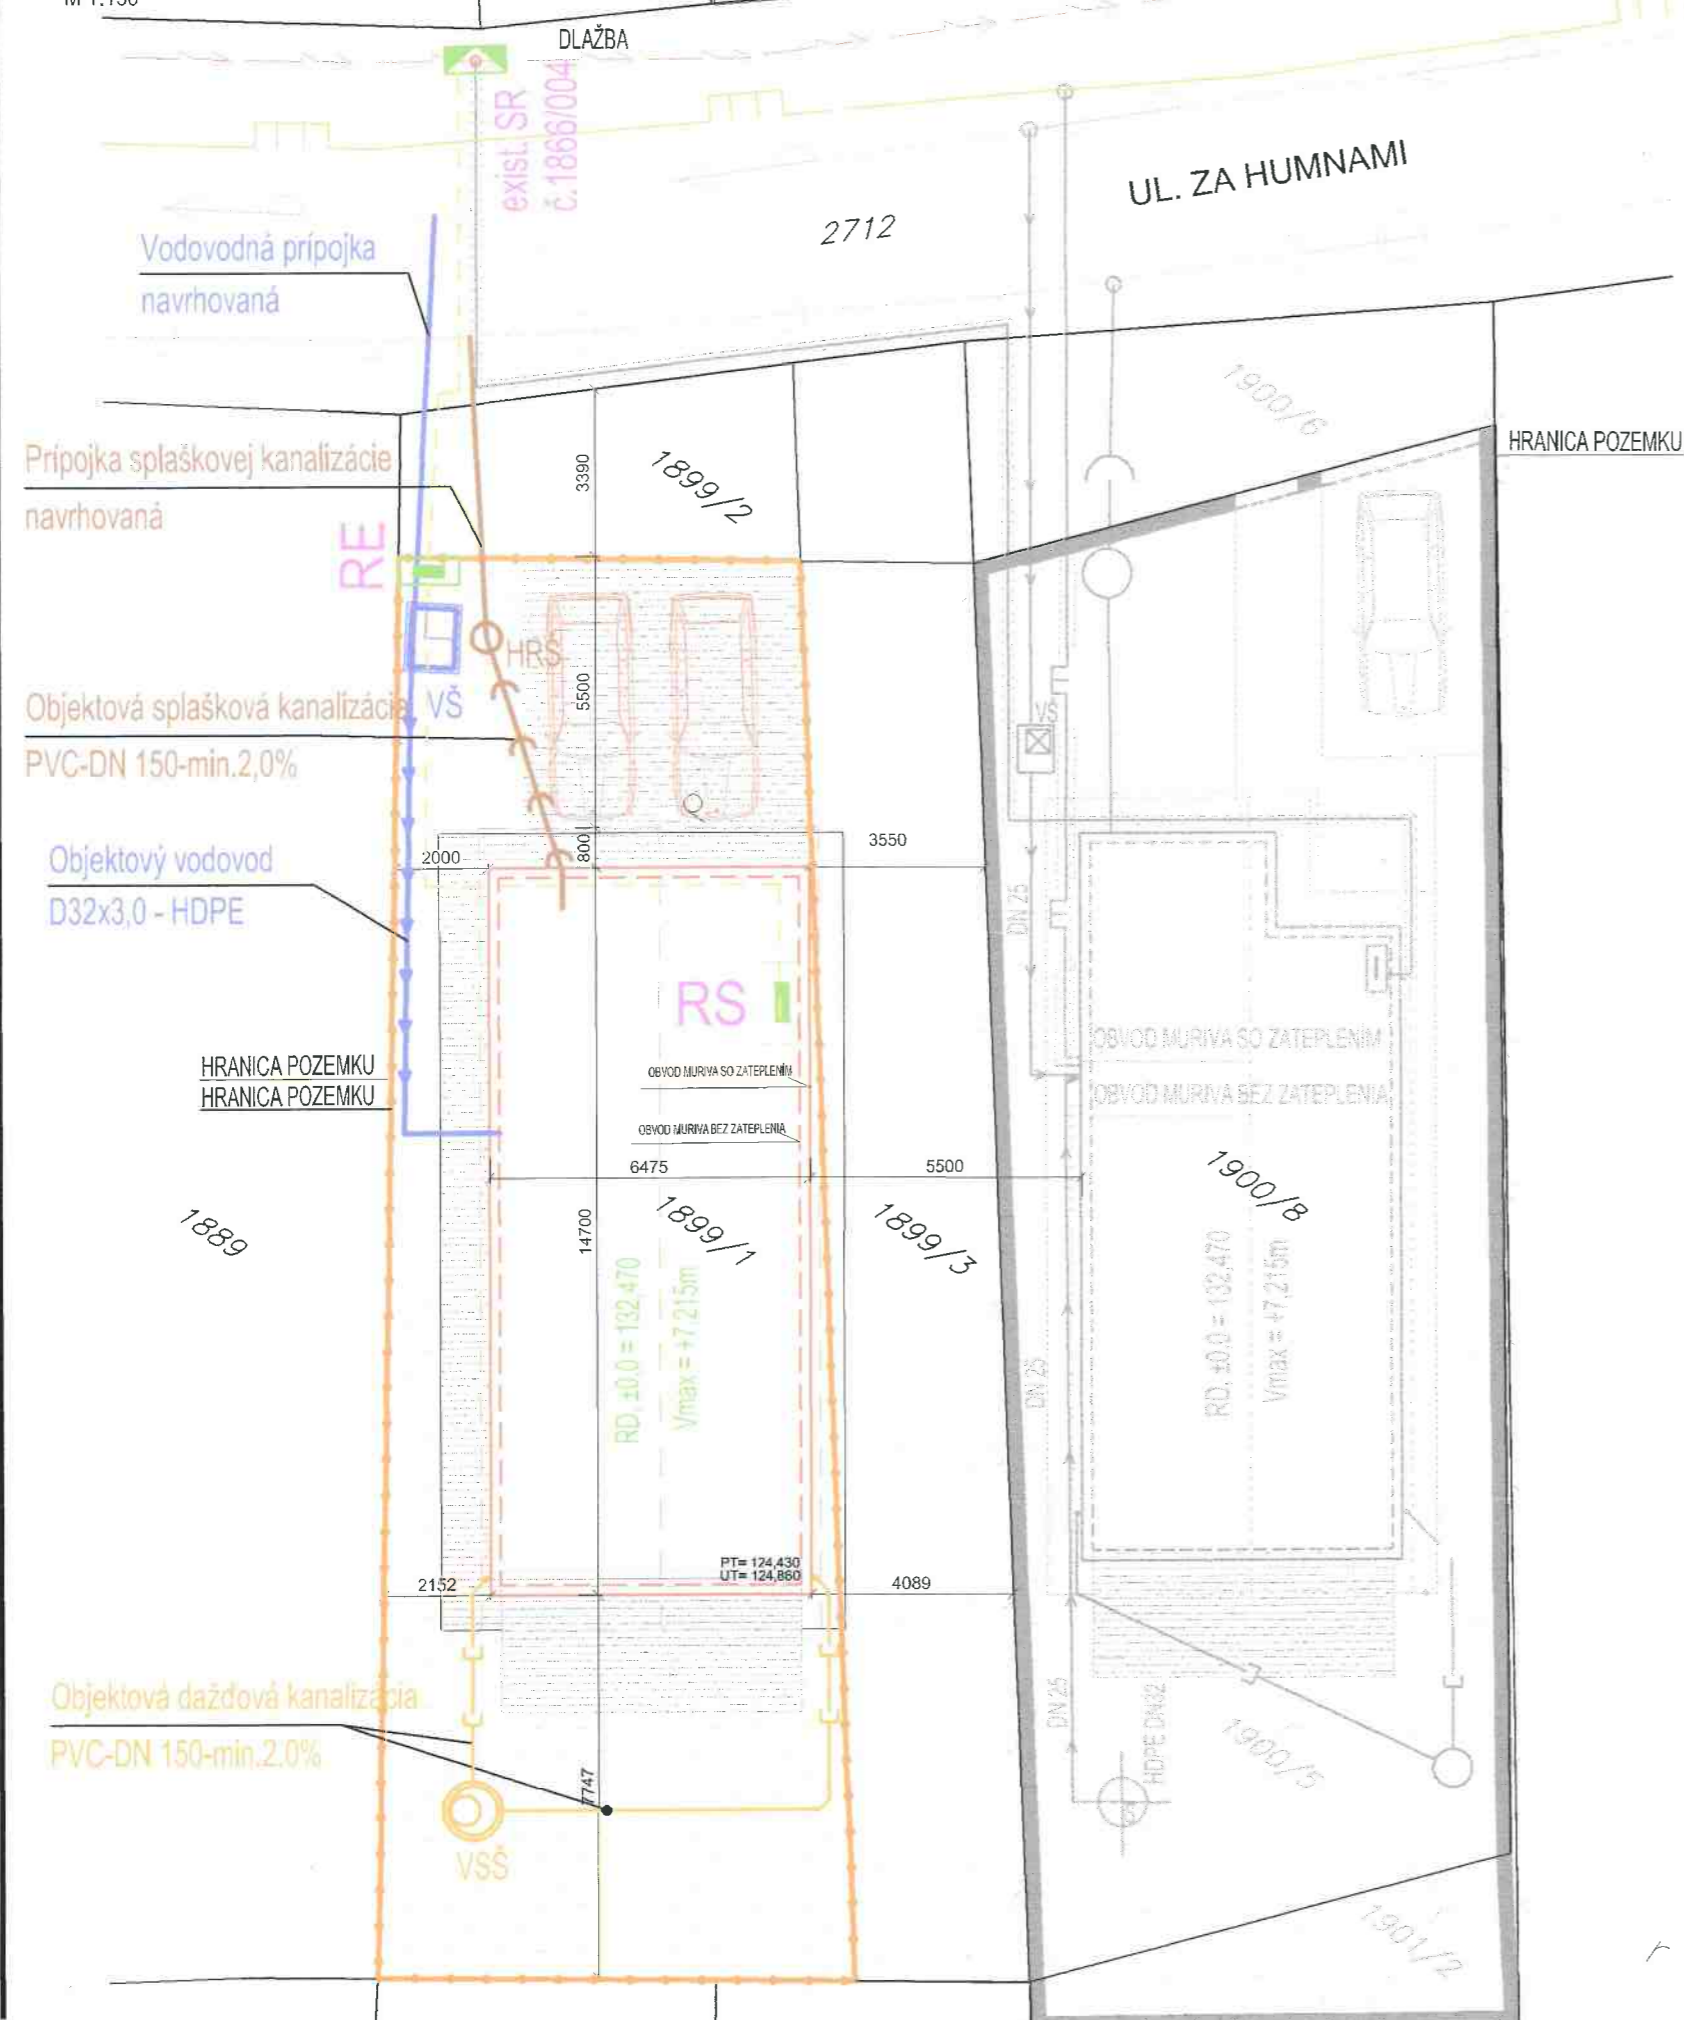 DLAŽBA
exist. SR
č.1866/004
UL. ZA HUMNAMI
2712
Vodovodná prípojka
navrhovaná
1900/6
HRANICA POZEMKU
Prípojka splaškovej kanalizácie
navrhovaná
3390
1899/2
RE
HRŠ
5500
VŠ
Objektová splašková kanalizácia
PVC-DN 150-min.2,0%
VŠ
800
3550
2000
Objektový vodovod
D32x3,0 - HDPE
DN 25
RS
OBVOD MURIVA SO ZATEPLENÍM
HRANICA POZEMKU
OBVOD MURIVA SO ZATEPLENÍM
HRANICA POZEMKU
OBVOD MURIVA BEZ ZATEPLENIA
OBVOD MURIVA BEZ ZATEPLENIA
6475
5500
1889
14700
1899/1
1899/3
1900/8
RD, ±0,0 = 132,470
Vmax = +7,215m
RD, ±0,0 = 132,470
Vmax = +7,215m
DN 25
PT= 124,430
UT= 124,860
2152
4089
Objektová dažďová kanalizácia
PVC-DN 150-min.2,0%
DN 25
HDPE DN32
1900/5
7747
VSŠ
1901/2
r